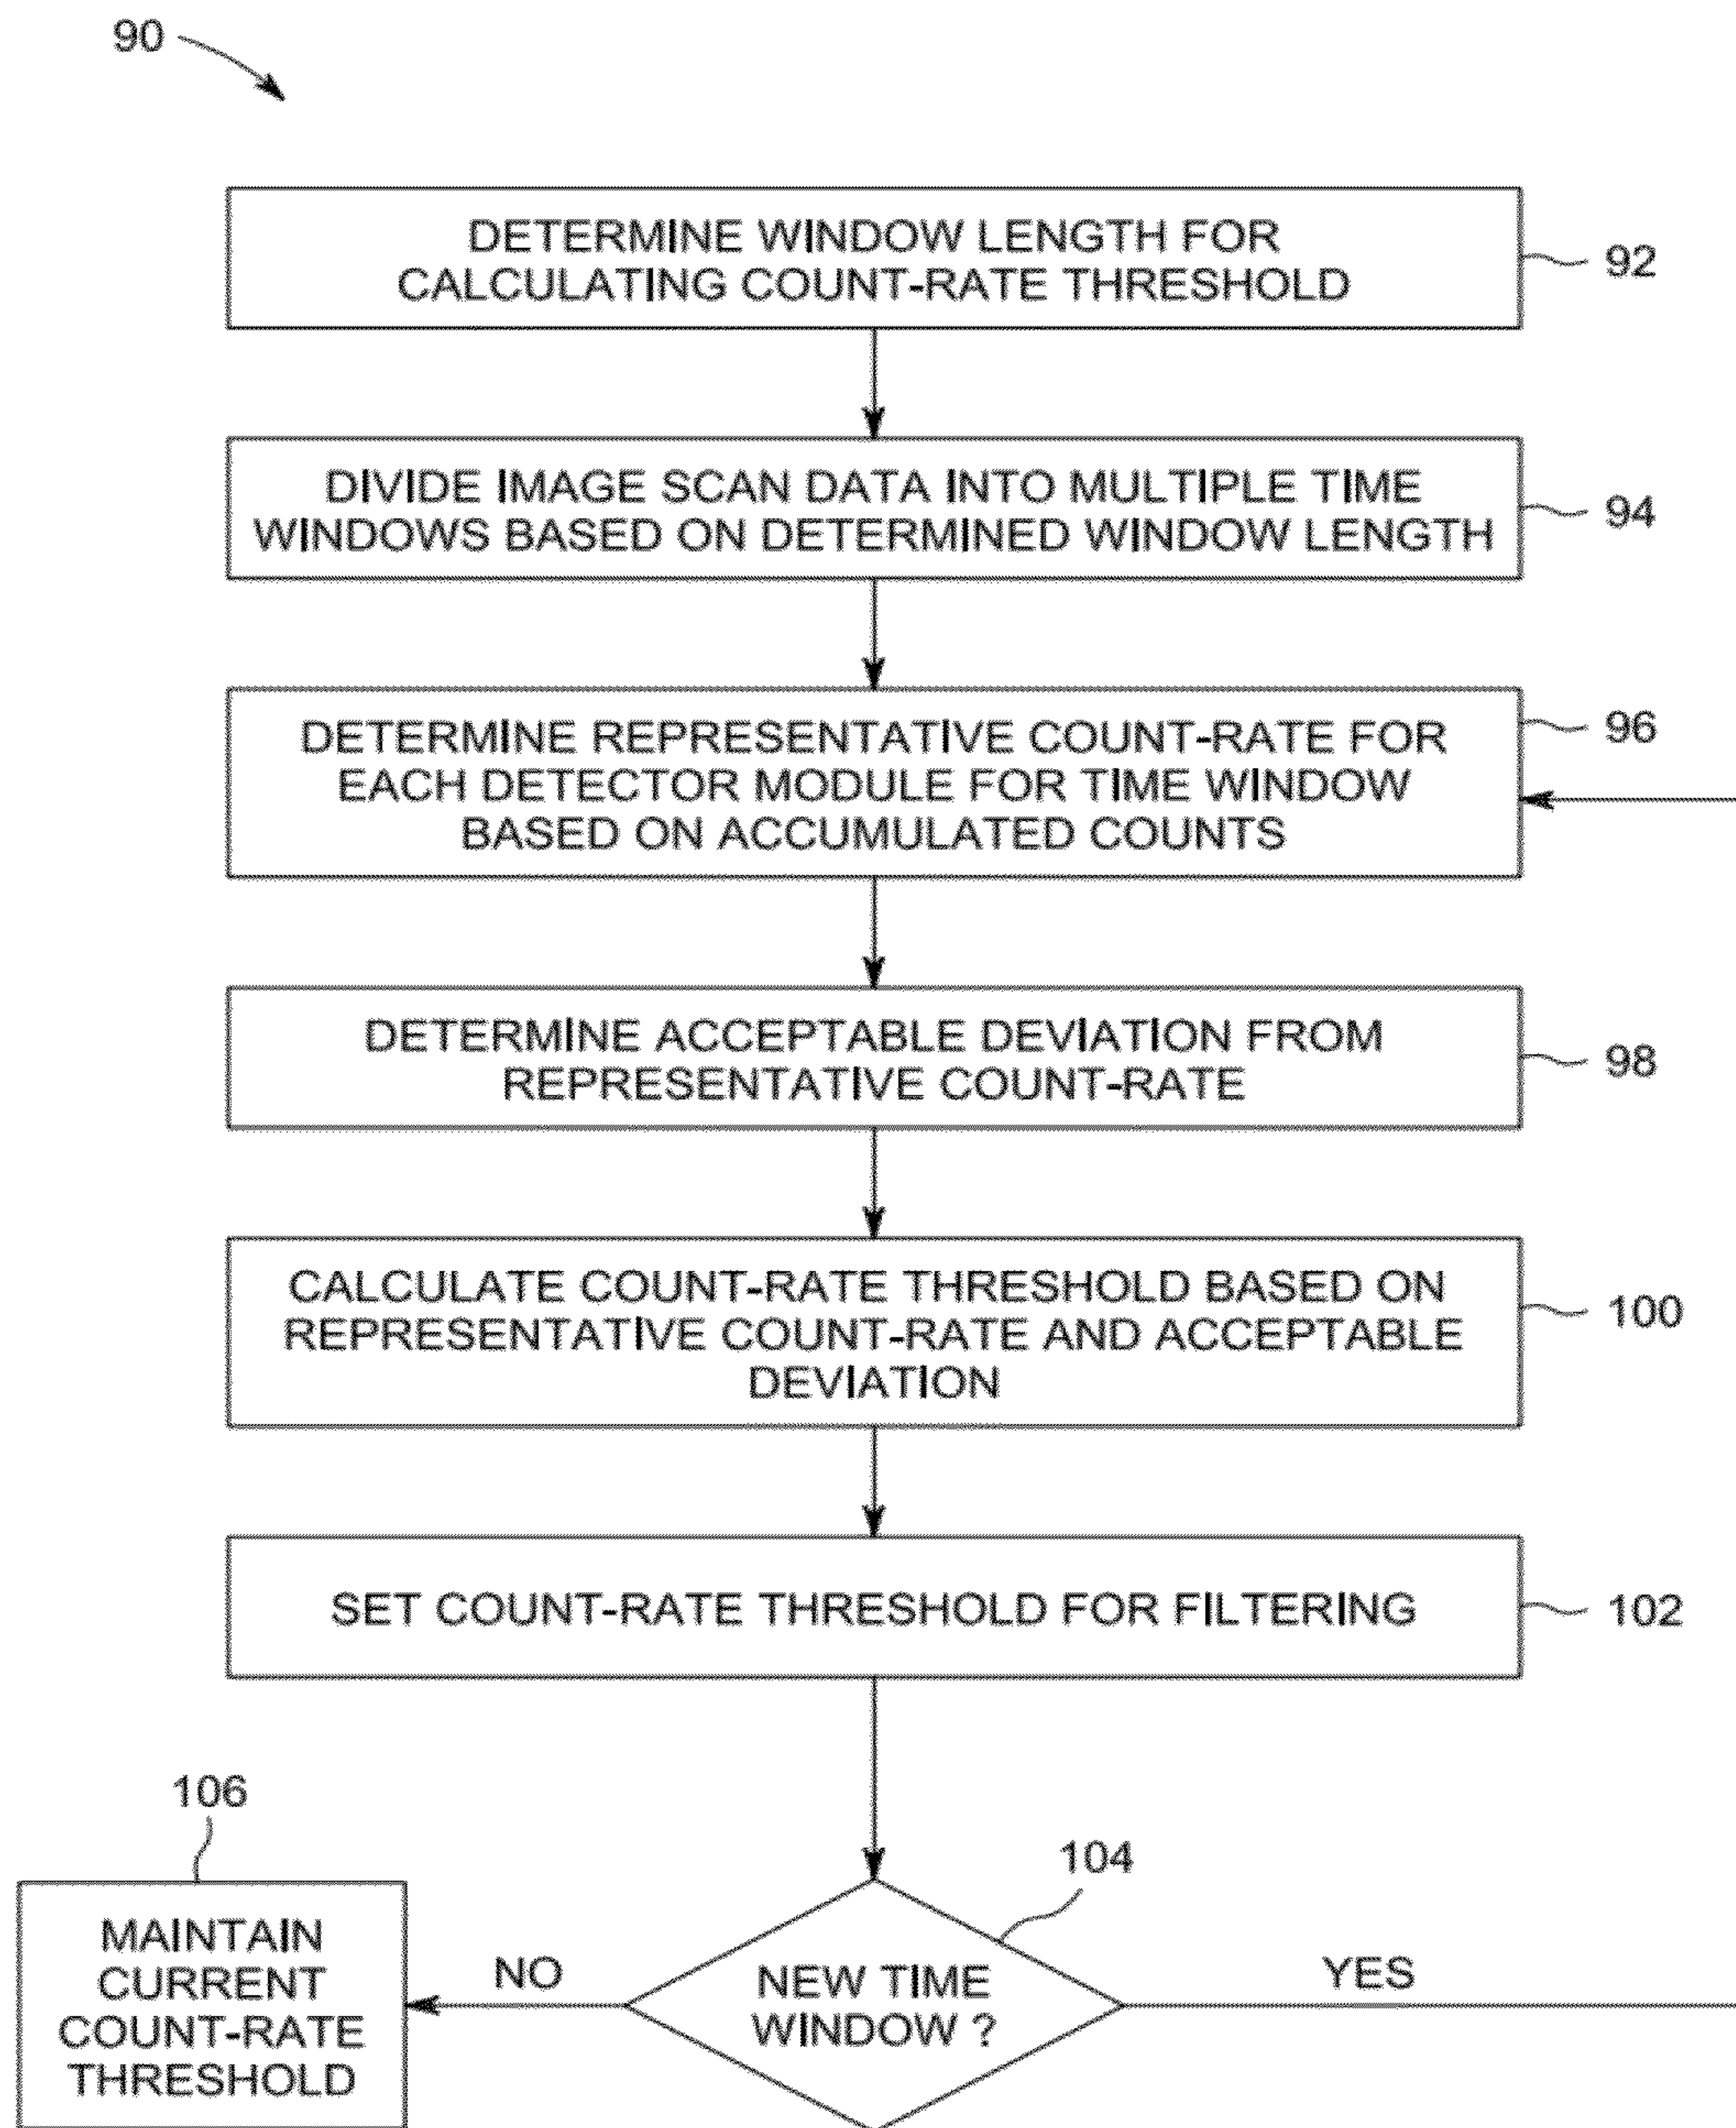 90
DETERMINE WINDOW LENGTH FOR
CALCULATING COUNT-RATE THRESHOLD
92
DIVIDE IMAGE SCAN DATA INTO MULTIPLE TIME
WINDOWS BASED ON DETERMINED WINDOW LENGTH
94
DETERMINE REPRESENTATIVE COUNT-RATE FOR
EACH DETECTOR MODULE FOR TIME WINDOW
BASED ON ACCUMULATED COUNTS
96
DETERMINE ACCEPTABLE DEVIATION FROM
REPRESENTATIVE COUNT-RATE
98
CALCULATE COUNT-RATE THRESHOLD BASED ON
REPRESENTATIVE COUNT-RATE AND ACCEPTABLE
DEVIATION
100
SET COUNT-RATE THRESHOLD FOR FILTERING
102
106
MAINTAIN
CURRENT
COUNT-RATE
THRESHOLD
NO
104
NEW TIME
WINDOW ?
YES